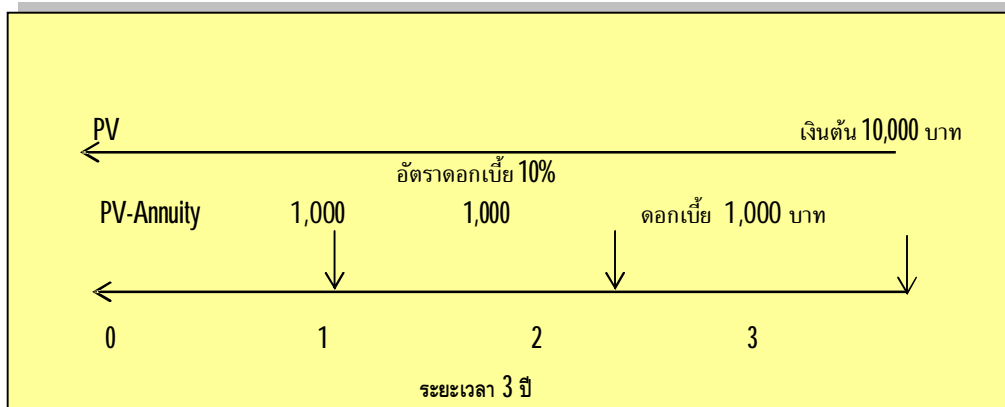 PV เงินต้น 10,000 บาท
อัตราดอกเบี้ย 10%
PV-Annuity 1,000 1,000 ดอกเบี้ย 1,000 บาท
0 1 2 3
ระยะเวลา 3 ปี